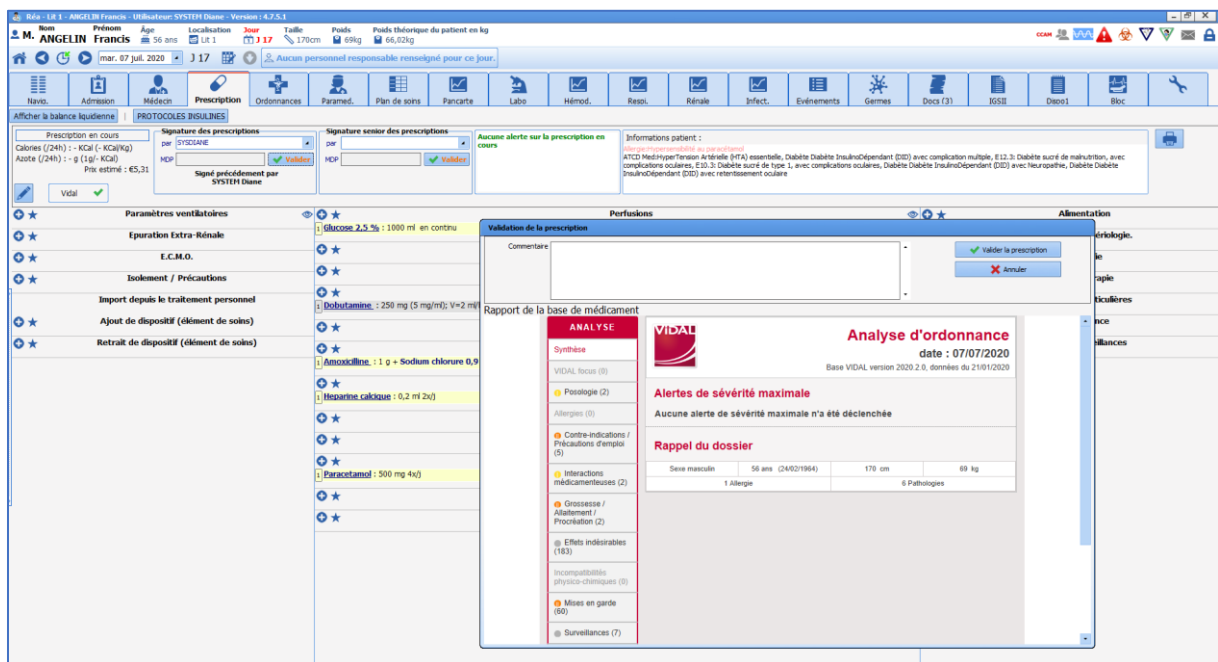 Réa - Lit 1 - ANGELIN Francis - Utilisateur: SYSTEM Diane - Version : 4.7.5.1
Nom Prénom Âge Localisation Jour Taille Poids Poids théorique du patient en kg
M. ANGELIN Francis 56 ans Lit 1 J 17 170cm 69kg 66,02kg
CCAM
mar. 07 juil. 2020 J 17 Aucun personnel responsable renseigné pour ce jour.
Navig. Admission Médecin Prescription Ordonnances Paramed. Plan de soins Pancarte Labo Hémod. Respi. Rénale Infect. Evénements Germes Docs (3) IGSII Dispo1 Bloc
Afficher la balance liquidienne PROTOCOLES INSULINES
Prescription en cours
Calories (/24h) : - KCal (- KCal/Kg)
Azote (/24h) : - g (1g/- KCal)
Prix estimé : €5,31
Vidal
Signature des prescriptions
par SYSDIANE
MDP Valider
Signé précédement par
SYSTEM Diane
Signature senior des prescriptions
par
MDP Valider
Aucune alerte sur la prescription en
cours
Informations patient :
Allergie:Hypersensibilité au paracétamol
ATCD Med:HyperTension Artérielle (HTA) essentielle, Diabète Diabète InsulinoDépendant (DID) avec complication multiple, E12.3: Diabète sucré de malnutrition, avec
complications oculaires, E10.3: Diabète sucré de type 1, avec complications oculaires, Diabète Diabète InsulinoDépendant (DID) avec Neuropathie, Diabète Diabète
InsulinoDépendant (DID) avec retentissement oculaire
Paramètres ventilatoires
Epuration Extra-Rénale
E.C.M.O.
Isolement / Précautions
Import depuis le traitement personnel
Ajout de dispositif (élément de soins)
Retrait de dispositif (élément de soins)
Perfusions
1 Glucose 2,5 % : 1000 ml en continu
1 Dobutamine : 250 mg (5 mg/ml); V=2 ml/
1 Amoxicilline : 1 g + Sodium chlorure 0,9
1 Heparine calcique : 0,2 ml 2x/j
1 Paracetamol : 500 mg 4x/j
Alimentation
ériologie.
ie
rapie
ticulières
nce
eillances
Validation de la prescription
Commentaire
Valider la prescription
Annuler
Rapport de la base de médicament
ANALYSE
Synthèse
VIDAL focus (0)
Posologie (2)
Allergies (0)
Contre-indications /
Précautions d'emploi
(5)
Interactions
médicamenteuses (2)
Grossesse /
Allaitement /
Procréation (2)
Effets indésirables
(183)
Incompatibilités
physico-chimiques (0)
Mises en garde
(60)
Surveillances (7)
VIDAL
Analyse d'ordonnance
date : 07/07/2020
Base VIDAL version 2020.2.0, données du 21/01/2020
Alertes de sévérité maximale
Aucune alerte de sévérité maximale n'a été déclenchée
Rappel du dossier
Sexe masculin 56 ans (24/02/1964) 170 cm 69 kg
1 Allergie 6 Pathologies